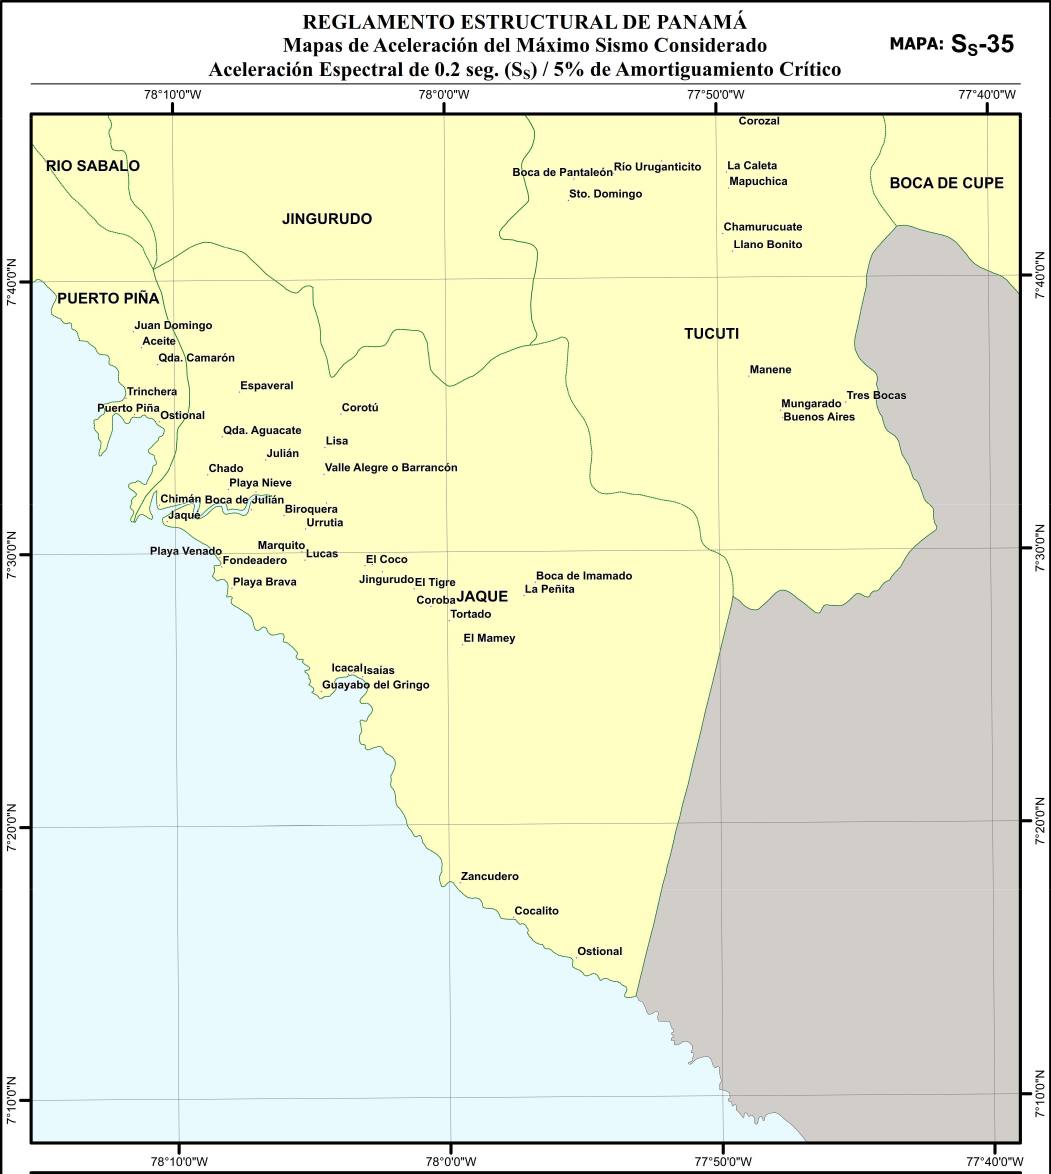 REGLAMENTO ESTRUCTURAL DE PANAMÁ
Mapas de Aceleración del Máximo Sismo Considerado
MAPA: SS-35
Aceleración Espectral de 0.2 seg. (SS) / 5% de Amortiguamiento Crítico
78°10'0"W 78°0'0"W 77°50'0"W 77°40'0"W
Corozal
RIO SABALO
Boca de Pantaleón Río Uruganticito La Caleta
Mapuchica BOCA DE CUPE
Sto. Domingo
JINGURUDO
Chamurucuate
Llano Bonito
7°40'0"N 7°40'0"N
PUERTO PIÑA
Juan Domingo
TUCUTI
Aceite
Qda. Camarón
Manene
Espaveral
Trinchera
Tres Bocas
Mungarado
Puerto Piña Corotú
Ostional Buenos Aires
Qda. Aguacate
Lisa
Julián
Chado Valle Alegre o Barrancón
Playa Nieve
Chimán Boca de Julián
Biroquera
Jaqué
Urrutia
Marquito
Playa Venado Lucas
7°30'0"N 7°30'0"N
Fondeadero El Coco
Boca de Imamado
Playa Brava Jingurudo El Tigre
La Peñita
Coroba JAQUE
Tortado
El Mamey
Icacal Isaias
Guayabo del Gringo
7°20'0"N 7°20'0"N
Zancudero
Cocalito
Ostional
7°10'0"N 7°10'0"N
78°10'0"W 78°0'0"W 77°50'0"W 77°40'0"W